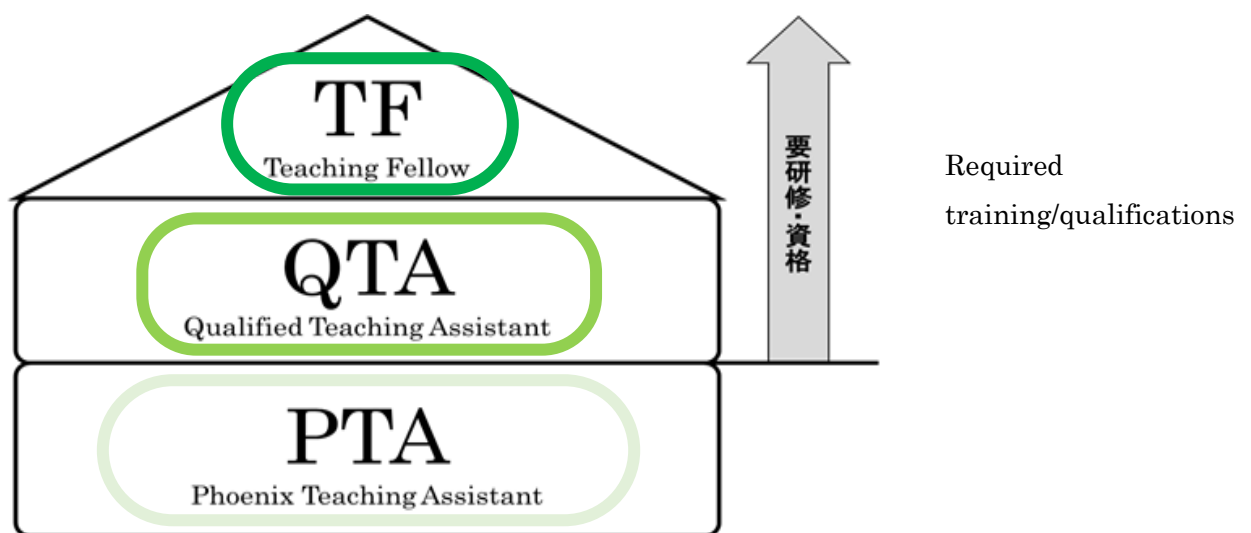 TF
Teaching Fellow
QTA
Qualified Teaching Assistant
PTA
Phoenix Teaching Assistant
要研修・資格
Required
training/qualifications